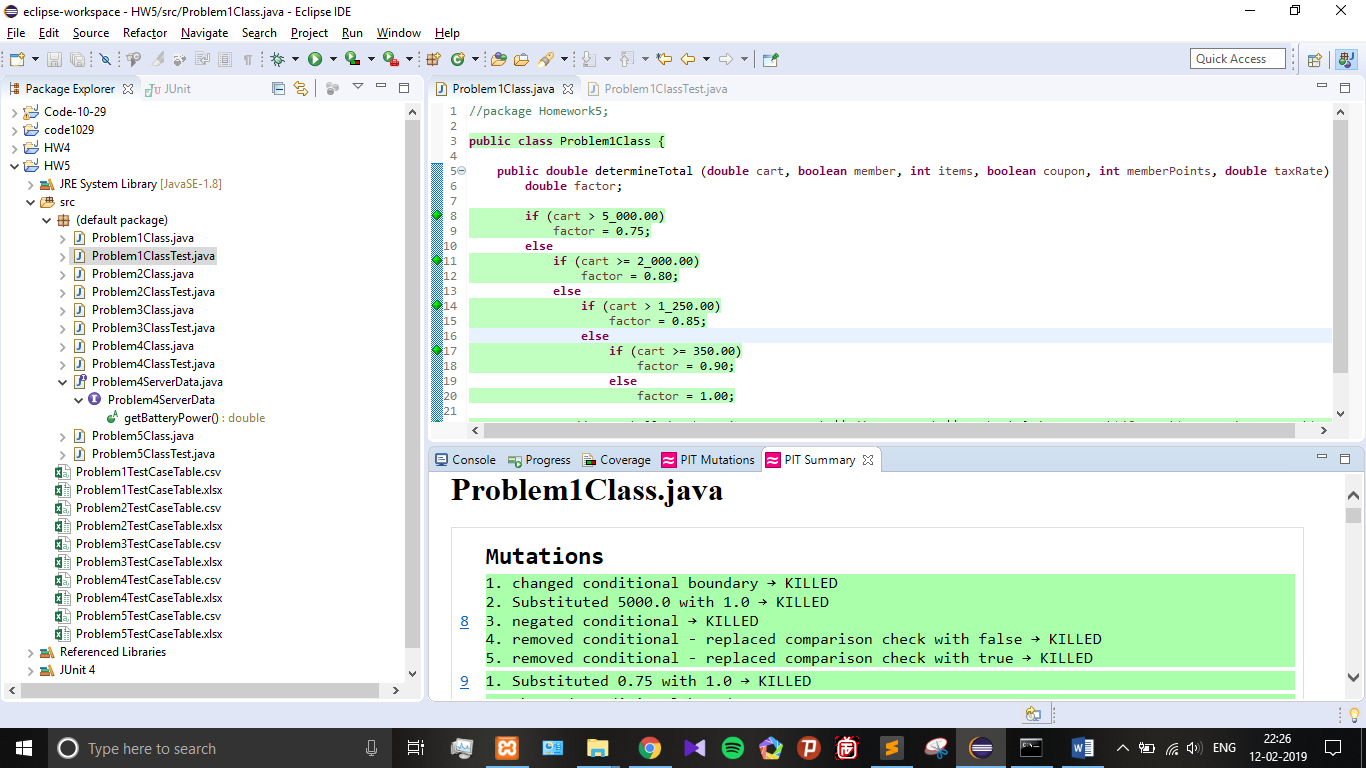 eclipse-workspace - HW5/src/Problem1Class.java - Eclipse IDE
File Edit Source Refactor Navigate Search Project Run Window Help
Quick Access
Package Explorer JUnit
Code-10-29
code1029
HW4
HW5
JRE System Library [JavaSE-1.8]
src
(default package)
Problem1Class.java
Problem1ClassTest.java
Problem2Class.java
Problem2ClassTest.java
Problem3Class.java
Problem3ClassTest.java
Problem4Class.java
Problem4ClassTest.java
Problem4ServerData.java
Problem4ServerData
getBatteryPower() : double
Problem5Class.java
Problem5ClassTest.java
Problem1TestCaseTable.csv
Problem1TestCaseTable.xlsx
Problem2TestCaseTable.csv
Problem2TestCaseTable.xlsx
Problem3TestCaseTable.csv
Problem3TestCaseTable.xlsx
Problem4TestCaseTable.csv
Problem4TestCaseTable.xlsx
Problem5TestCaseTable.csv
Problem5TestCaseTable.xlsx
Referenced Libraries
JUnit 4
Problem1Class.java Problem1ClassTest.java
1 //package Homework5;
2
3 public class Problem1Class {
4
5 public double determineTotal (double cart, boolean member, int items, boolean coupon, int memberPoints, double taxRate)
6 double factor;
7
8 if (cart > 5_000.00)
9 factor = 0.75;
10 else
11 if (cart >= 2_000.00)
12 factor = 0.80;
13 else
14 if (cart > 1_250.00)
15 factor = 0.85;
16 else
17 if (cart >= 350.00)
18 factor = 0.90;
19 else
20 factor = 1.00;
21
Console Progress Coverage PIT Mutations PIT Summary
Problem1Class.java
Mutations
8
1. changed conditional boundary → KILLED
2. Substituted 5000.0 with 1.0 → KILLED
3. negated conditional → KILLED
4. removed conditional - replaced comparison check with false → KILLED
5. removed conditional - replaced comparison check with true → KILLED
9 1. Substituted 0.75 with 1.0 → KILLED
Type here to search
ENG
22:26
12-02-2019